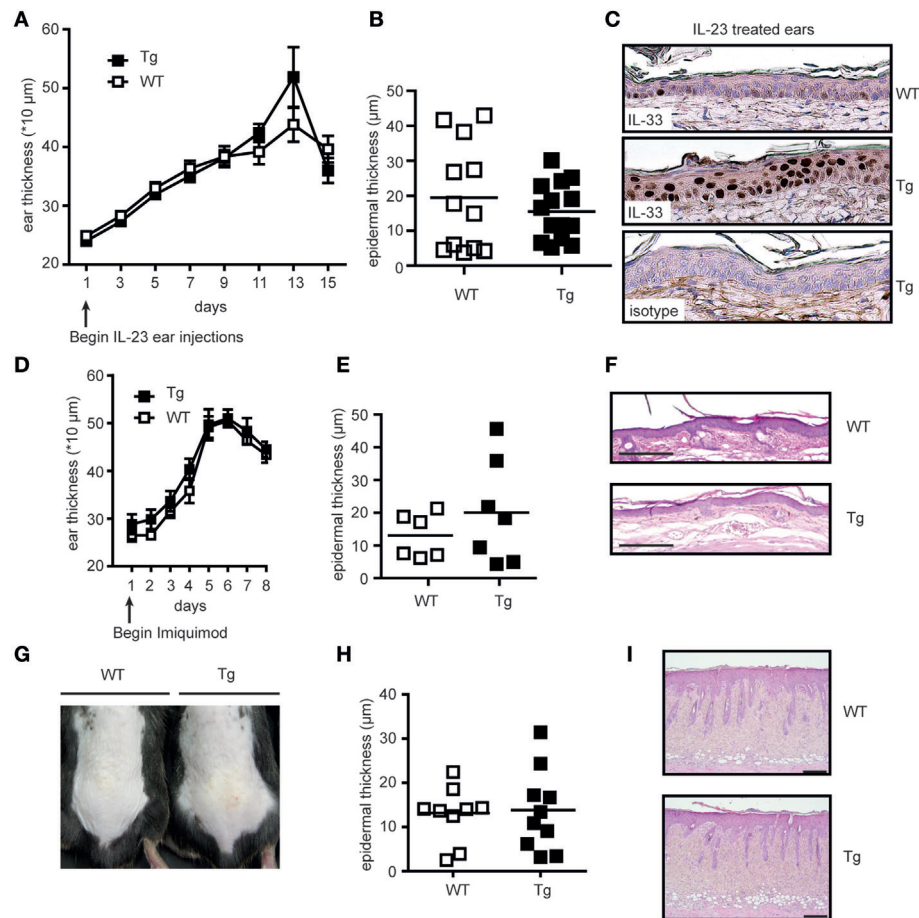 A
ear thickness (*10 µm)
60
50
40
30
20
Tg
WT
1 3 5 7 9 11 13 15
days
Begin IL-23 ear injections
B
epidermal thickness (µm)
50
40
30
20
10
0
WT Tg
C
IL-23 treated ears
IL-33
WT
IL-33
Tg
isotype
Tg
D
ear thickness (*10 µm)
60
50
40
30
20
Tg
WT
1 2 3 4 5 6 7 8
days
Begin Imiquimod
E
epidermal thickness (µm)
50
40
30
20
10
0
WT Tg
F
WT
Tg
G
WT Tg
H
epidermal thickness (µm)
40
30
20
10
0
WT Tg
I
WT
Tg